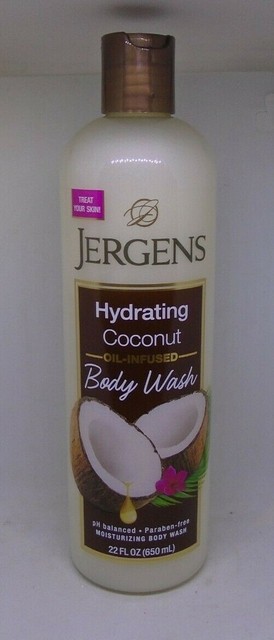 TREAT
YOUR SKIN!
JERGENS
Hydrating
Coconut
OIL-INFUSED
Body Wash
pH balanced • Paraben-free
MOISTURIZING BODY WASH
22 FL OZ (650 mL)